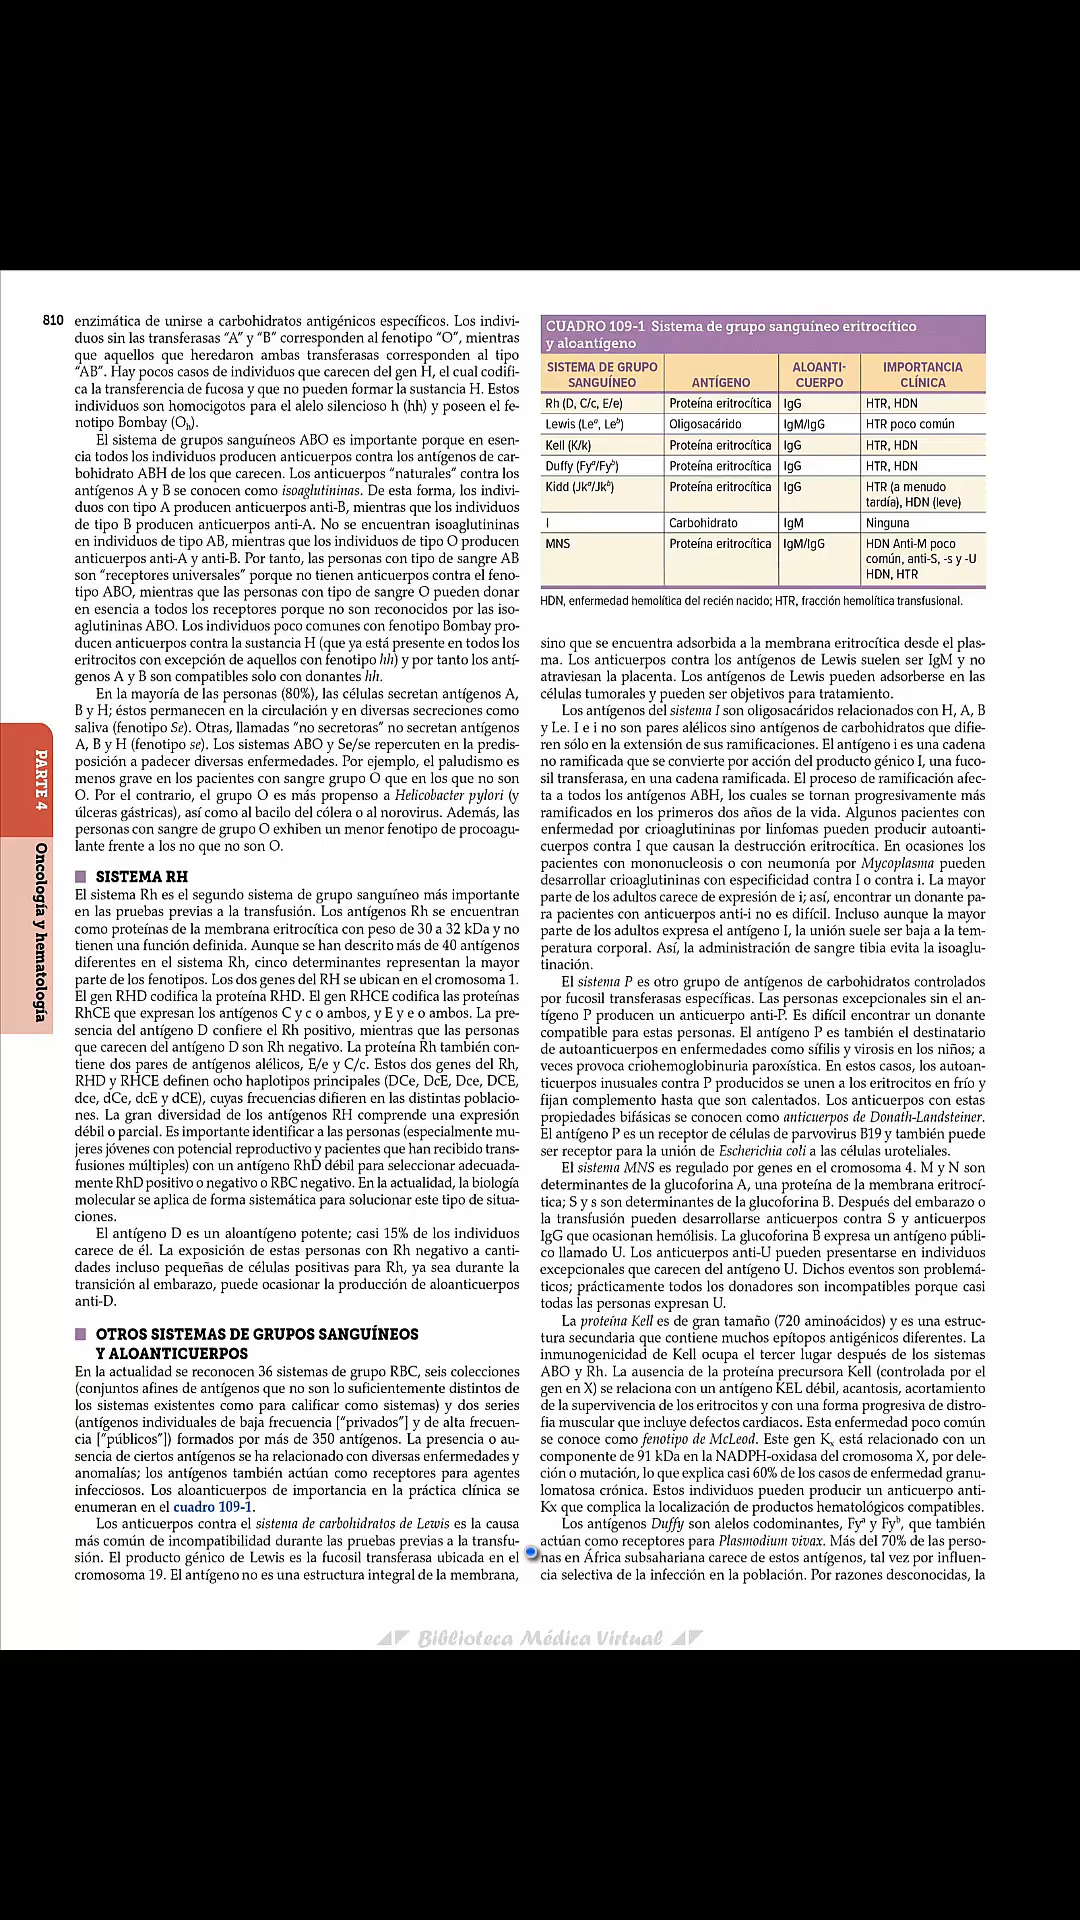 810
enzimática de unirse a carbohidratos antigénicos específicos. Los indivi-
duos sin las transferasas “A” y “B” corresponden al fenotipo “O”, mientras
que aquellos que heredaron ambas transferasas corresponden al tipo
“AB”. Hay pocos casos de individuos que carecen del gen H, el cual codifi-
ca la transferencia de fucosa y que no pueden formar la sustancia H. Estos
individuos son homocigotos para el alelo silencioso h (hh) y poseen el fe-
notipo Bombay (Oh).
El sistema de grupos sanguíneos ABO es importante porque en esen-
cia todos los individuos producen anticuerpos contra los antígenos de car-
bohidrato ABH de los que carecen. Los anticuerpos “naturales” contra los
antígenos A y B se conocen como isoaglutininas. De esta forma, los indivi-
duos con tipo A producen anticuerpos anti-B, mientras que los individuos
de tipo B producen anticuerpos anti-A. No se encuentran isoaglutininas
en individuos de tipo AB, mientras que los individuos de tipo O producen
anticuerpos anti-A y anti-B. Por tanto, las personas con tipo de sangre AB
son “receptores universales” porque no tienen anticuerpos contra el feno-
tipo ABO, mientras que las personas con tipo de sangre O pueden donar
en esencia a todos los receptores porque no son reconocidos por las iso-
aglutininas ABO. Los individuos poco comunes con fenotipo Bombay pro-
ducen anticuerpos contra la sustancia H (que ya está presente en todos los
eritrocitos con excepción de aquellos con fenotipo hh) y por tanto los antí-
genos A y B son compatibles solo con donantes hh.
En la mayoría de las personas (80%), las células secretan antígenos A,
B y H; éstos permanecen en la circulación y en diversas secreciones como
saliva (fenotipo Se). Otras, llamadas “no secretoras” no secretan antígenos
A, B y H (fenotipo se). Los sistemas ABO y Se/se repercuten en la predis-
posición a padecer diversas enfermedades. Por ejemplo, el paludismo es
menos grave en los pacientes con sangre grupo O que en los que no son
O. Por el contrario, el grupo O es más propenso a Helicobacter pylori (y
úlceras gástricas), así como al bacilo del cólera o al norovirus. Además, las
personas con sangre de grupo O exhiben un menor fenotipo de procoagu-
lante frente a los no que no son O.
SISTEMA RH
El sistema Rh es el segundo sistema de grupo sanguíneo más importante
en las pruebas previas a la transfusión. Los antígenos Rh se encuentran
como proteínas de la membrana eritrocítica con peso de 30 a 32 kDa y no
tienen una función definida. Aunque se han descrito más de 40 antígenos
diferentes en el sistema Rh, cinco determinantes representan la mayor
parte de los fenotipos. Los dos genes del RH se ubican en el cromosoma 1.
El gen RHD codifica la proteína RHD. El gen RHCE codifica las proteínas
RhCE que expresan los antígenos C y c o ambos, y E y e o ambos. La pre-
sencia del antígeno D confiere el Rh positivo, mientras que las personas
que carecen del antígeno D son Rh negativo. La proteína Rh también con-
tiene dos pares de antígenos alélicos, E/e y C/c. Estos dos genes del Rh,
RHD y RHCE definen ocho haplotipos principales (DCe, DcE, Dce, DCE,
dce, dCe, dcE y dCE), cuyas frecuencias difieren en las distintas poblacio-
nes. La gran diversidad de los antígenos RH comprende una expresión
débil o parcial. Es importante identificar a las personas (especialmente mu-
jeres jóvenes con potencial reproductivo y pacientes que han recibido trans-
fusiones múltiples) con un antígeno RhD débil para seleccionar adecuada-
mente RhD positivo o negativo o RBC negativo. En la actualidad, la biología
molecular se aplica de forma sistemática para solucionar este tipo de situa-
ciones.
El antígeno D es un aloantígeno potente; casi 15% de los individuos
carece de él. La exposición de estas personas con Rh negativo a canti-
dades incluso pequeñas de células positivas para Rh, ya sea durante la
transición al embarazo, puede ocasionar la producción de aloanticuerpos
anti-D.
OTROS SISTEMAS DE GRUPOS SANGUÍNEOS
Y ALOANTICUERPOS
En la actualidad se reconocen 36 sistemas de grupo RBC, seis colecciones
(conjuntos afines de antígenos que no son lo suficientemente distintos de
los sistemas existentes como para calificar como sistemas) y dos series
(antígenos individuales de baja frecuencia [“privados”] y de alta frecuen-
cia [“públicos”]) formados por más de 350 antígenos. La presencia o au-
sencia de ciertos antígenos se ha relacionado con diversas enfermedades y
anomalías; los antígenos también actúan como receptores para agentes
infecciosos. Los aloanticuerpos de importancia en la práctica clínica se
enumeran en el cuadro 109-1.
Los anticuerpos contra el sistema de carbohidratos de Lewis es la causa
más común de incompatibilidad durante las pruebas previas a la transfu-
sión. El producto génico de Lewis es la fucosil transferasa ubicada en el
cromosoma 19. El antígeno no es una estructura integral de la membrana,
CUADRO 109-1 Sistema de grupo sanguíneo eritrocítico
y aloantígeno
SISTEMA DE GRUPO SANGUÍNEO | ANTÍGENO | ALOANTI-CUERPO | IMPORTANCIA CLÍNICA
Rh (D, C/c, E/e) | Proteína eritrocítica | IgG | HTR, HDN
Lewis (Leª, Leᵇ) | Oligosacárido | IgM/IgG | HTR poco común
Kell (K/k) | Proteína eritrocítica | IgG | HTR, HDN
Duffy (Fyª/Fyᵇ) | Proteína eritrocítica | IgG | HTR, HDN
Kidd (Jkª/Jkᵇ) | Proteína eritrocítica | IgG | HTR (a menudo tardía), HDN (leve)
I | Carbohidrato | IgM | Ninguna
MNS | Proteína eritrocítica | IgM/IgG | HDN Anti-M poco común, anti-S, -s y -U HDN, HTR
HDN, enfermedad hemolítica del recién nacido; HTR, fracción hemolítica transfusional.
sino que se encuentra adsorbida a la membrana eritrocítica desde el plas-
ma. Los anticuerpos contra los antígenos de Lewis suelen ser IgM y no
atraviesan la placenta. Los antígenos de Lewis pueden adsorberse en las
células tumorales y pueden ser objetivos para tratamiento.
Los antígenos del sistema I son oligosacáridos relacionados con H, A, B
y Le. I e i no son pares alélicos sino antígenos de carbohidratos que difie-
ren sólo en la extensión de sus ramificaciones. El antígeno i es una cadena
no ramificada que se convierte por acción del producto génico I, una fuco-
sil transferasa, en una cadena ramificada. El proceso de ramificación afec-
ta a todos los antígenos ABH, los cuales se tornan progresivamente más
ramificados en los primeros dos años de la vida. Algunos pacientes con
enfermedad por crioaglutininas por linfomas pueden producir autoanti-
cuerpos contra I que causan la destrucción eritrocítica. En ocasiones los
pacientes con mononucleosis o con neumonía por Mycoplasma pueden
desarrollar crioaglutininas con especificidad contra I o contra i. La mayor
parte de los adultos carece de expresión de i; así, encontrar un donante pa-
ra pacientes con anticuerpos anti-i no es difícil. Incluso aunque la mayor
parte de los adultos expresa el antígeno I, la unión suele ser baja a la tem-
peratura corporal. Así, la administración de sangre tibia evita la isoaglu-
tinación.
El sistema P es otro grupo de antígenos de carbohidratos controlados
por fucosil transferasas específicas. Las personas excepcionales sin el an-
tígeno P producen un anticuerpo anti-P. Es difícil encontrar un donante
compatible para estas personas. El antígeno P es también el destinatario
de autoanticuerpos en enfermedades como sífilis y virosis en los niños; a
veces provoca criohemoglobinuria paroxística. En estos casos, los autoan-
ticuerpos inusuales contra P producidos se unen a los eritrocitos en frío y
fijan complemento hasta que son calentados. Los anticuerpos con estas
propiedades bifásicas se conocen como anticuerpos de Donath-Landsteiner.
El antígeno P es un receptor de células de parvovirus B19 y también puede
ser receptor para la unión de Escherichia coli a las células uroteliales.
El sistema MNS es regulado por genes en el cromosoma 4. M y N son
determinantes de la glucoforina A, una proteína de la membrana eritrocí-
tica; S y s son determinantes de la glucoforina B. Después del embarazo o
la transfusión pueden desarrollarse anticuerpos contra S y anticuerpos
IgG que ocasionan hemólisis. La glucoforina B expresa un antígeno públi-
co llamado U. Los anticuerpos anti-U pueden presentarse en individuos
excepcionales que carecen del antígeno U. Dichos eventos son problemá-
ticos; prácticamente todos los donadores son incompatibles porque casi
todas las personas expresan U.
La proteína Kell es de gran tamaño (720 aminoácidos) y es una estruc-
tura secundaria que contiene muchos epítopos antigénicos diferentes. La
inmunogenicidad de Kell ocupa el tercer lugar después de los sistemas
ABO y Rh. La ausencia de la proteína precursora Kell (controlada por el
gen en X) se relaciona con un antígeno KEL débil, acantosis, acortamiento
de la supervivencia de los eritrocitos y con una forma progresiva de distro-
fia muscular que incluye defectos cardiacos. Esta enfermedad poco común
se conoce como fenotipo de McLeod. Este gen Kx está relacionado con un
componente de 91 kDa en la NADPH-oxidasa del cromosoma X, por dele-
ción o mutación, lo que explica casi 60% de los casos de enfermedad granu-
lomatosa crónica. Estos individuos pueden producir un anticuerpo anti-
Kx que complica la localización de productos hematológicos compatibles.
Los antígenos Duffy son alelos codominantes, Fyª y Fyᵇ, que también
actúan como receptores para Plasmodium vivax. Más del 70% de las perso-
nas en África subsahariana carece de estos antígenos, tal vez por influen-
cia selectiva de la infección en la población. Por razones desconocidas, la
PARTE 4
Oncología y hematología
Biblioteca Médica Virtual